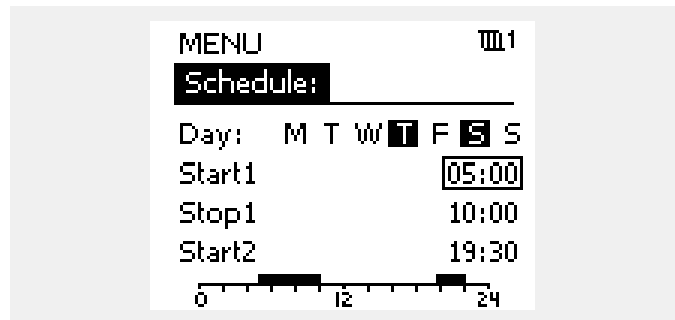 MENU 1
Schedule:
Day: M T W T F S S
Start1 05:00
Stop1 10:00
Start2 19:30
0 12 24